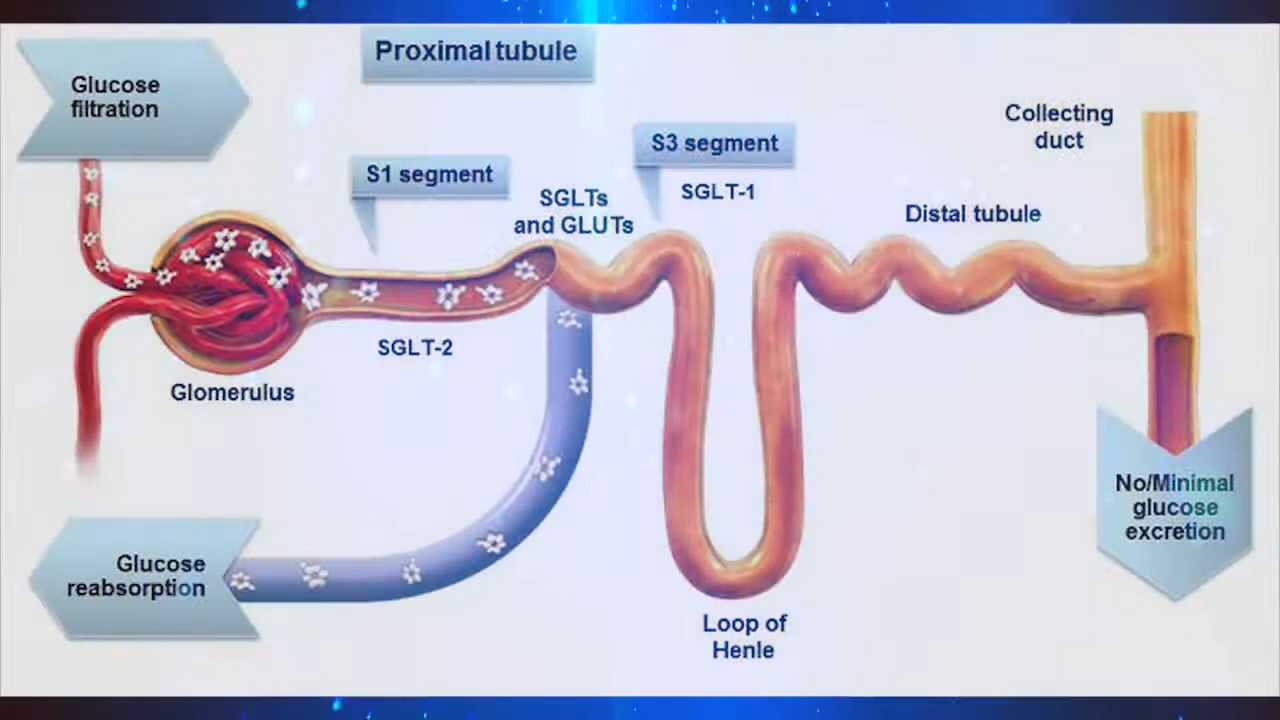 Proximal tubule
Glucose
filtration
Collecting
duct
S3 segment
S1 segment
SGLT-1
SGLTs
and GLUTs
Distal tubule
SGLT-2
Glomerulus
No/Minimal
glucose
excretion
Glucose
reabsorption
Loop of
Henle